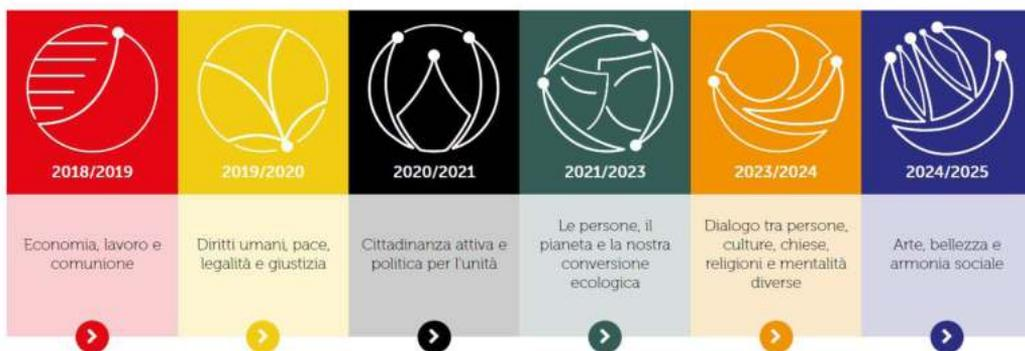 2018/2019
Economia, lavoro e
comunione
2019/2020
Diritti umani, pace,
legalità e giustizia
2020/2021
Cittadinanza attiva e
politica per l'unità
2021/2023
Le persone, il
pianeta e la nostra
conversione
ecologica
2023/2024
Dialogo tra persone,
culture, chiese,
religioni e mentalità
diverse
2024/2025
Arte, bellezza e
armonia sociale